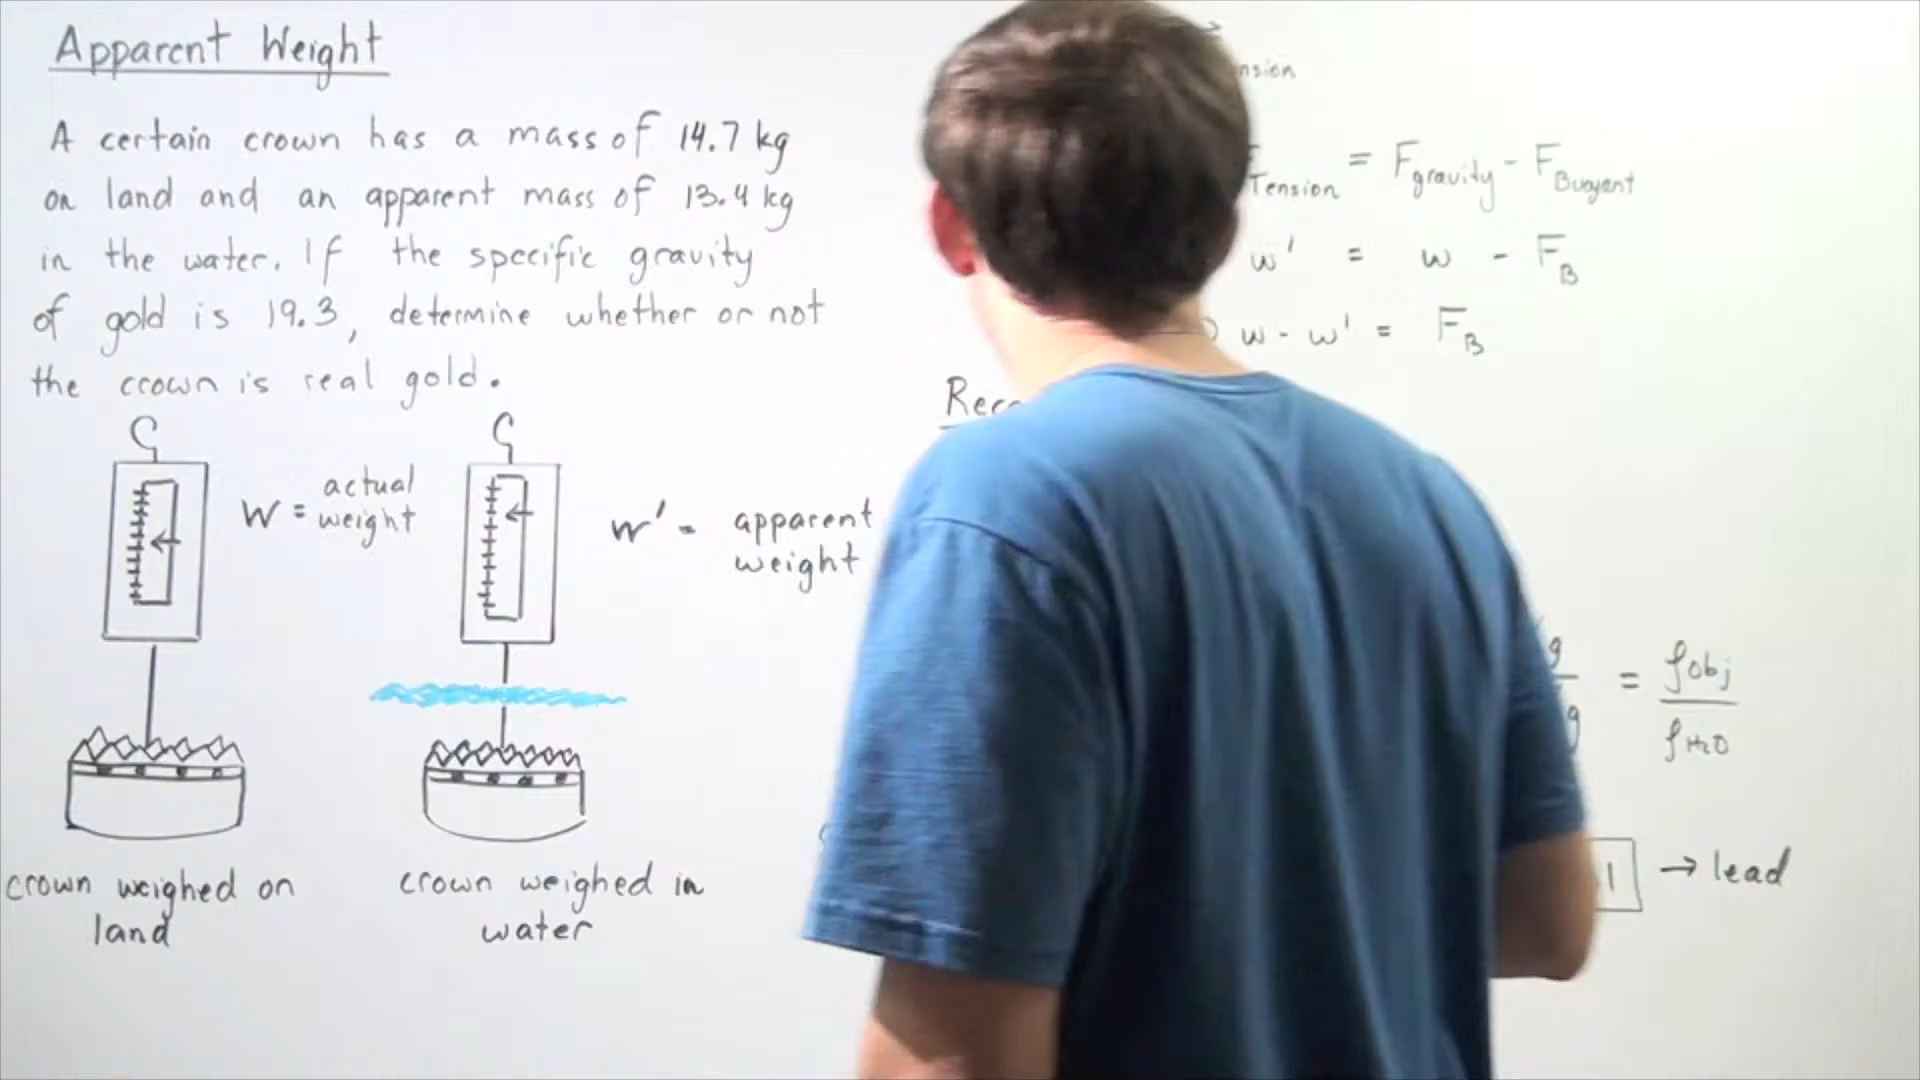 Apparent Weight
A certain crown has a mass of 14.7 kg
on land and an apparent mass of 13.4 kg
in the water. If the specific gravity
of gold is 19.3, determine whether or not
the crown is real gold.
W = actual weight
w' = apparent weight
crown weighed on
land
crown weighed in
water
Tension = Fgravity - FBuoyant
w' = w - FB
w - w' = FB
= ρobj / ρH2O
→ lead